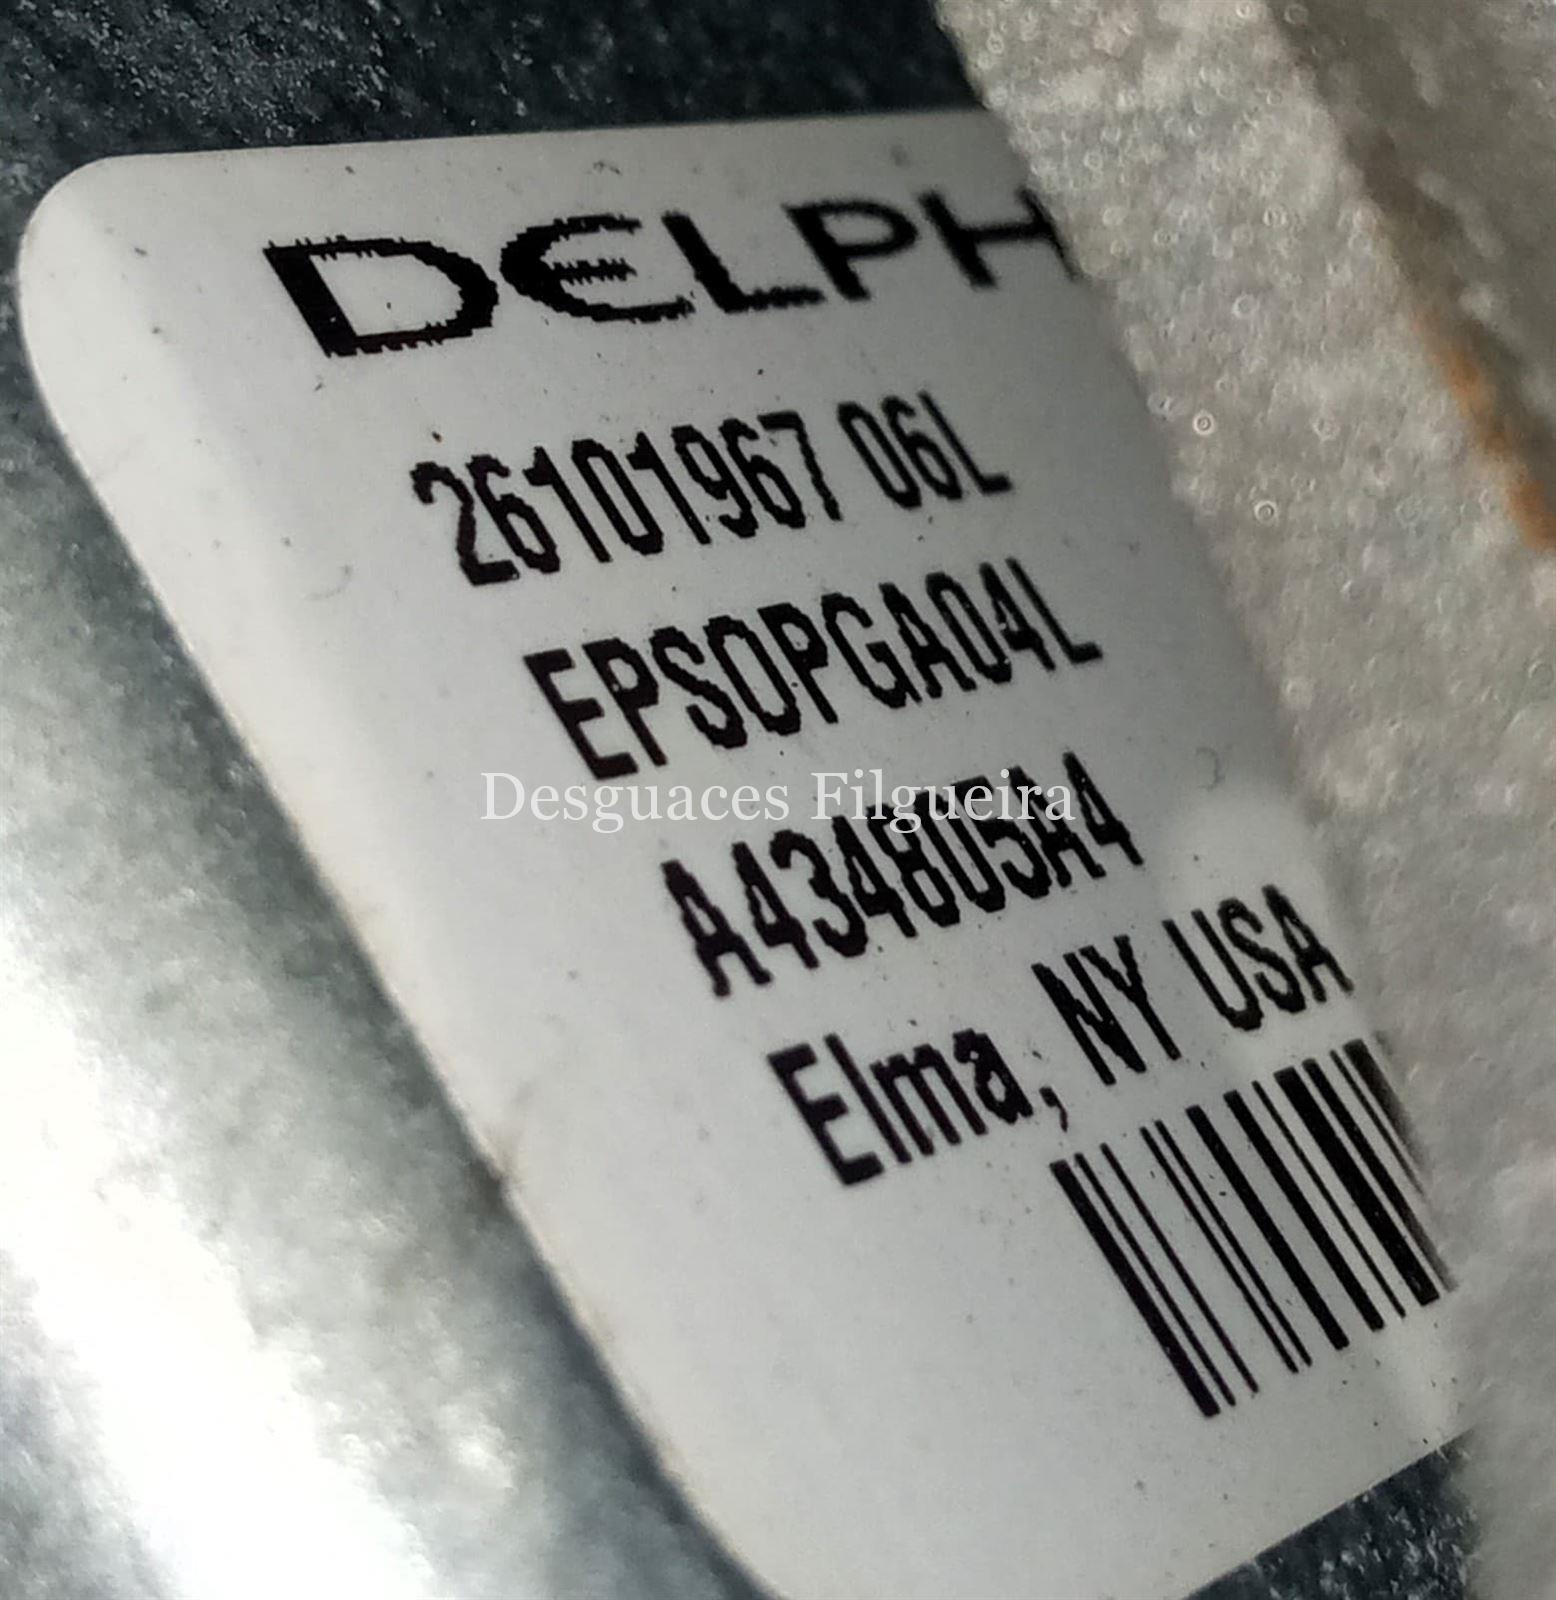 DELPH
26101967 06L
EPSOPGA04L
Desguaces Filgueira
A434805A4
Elma, NY USA